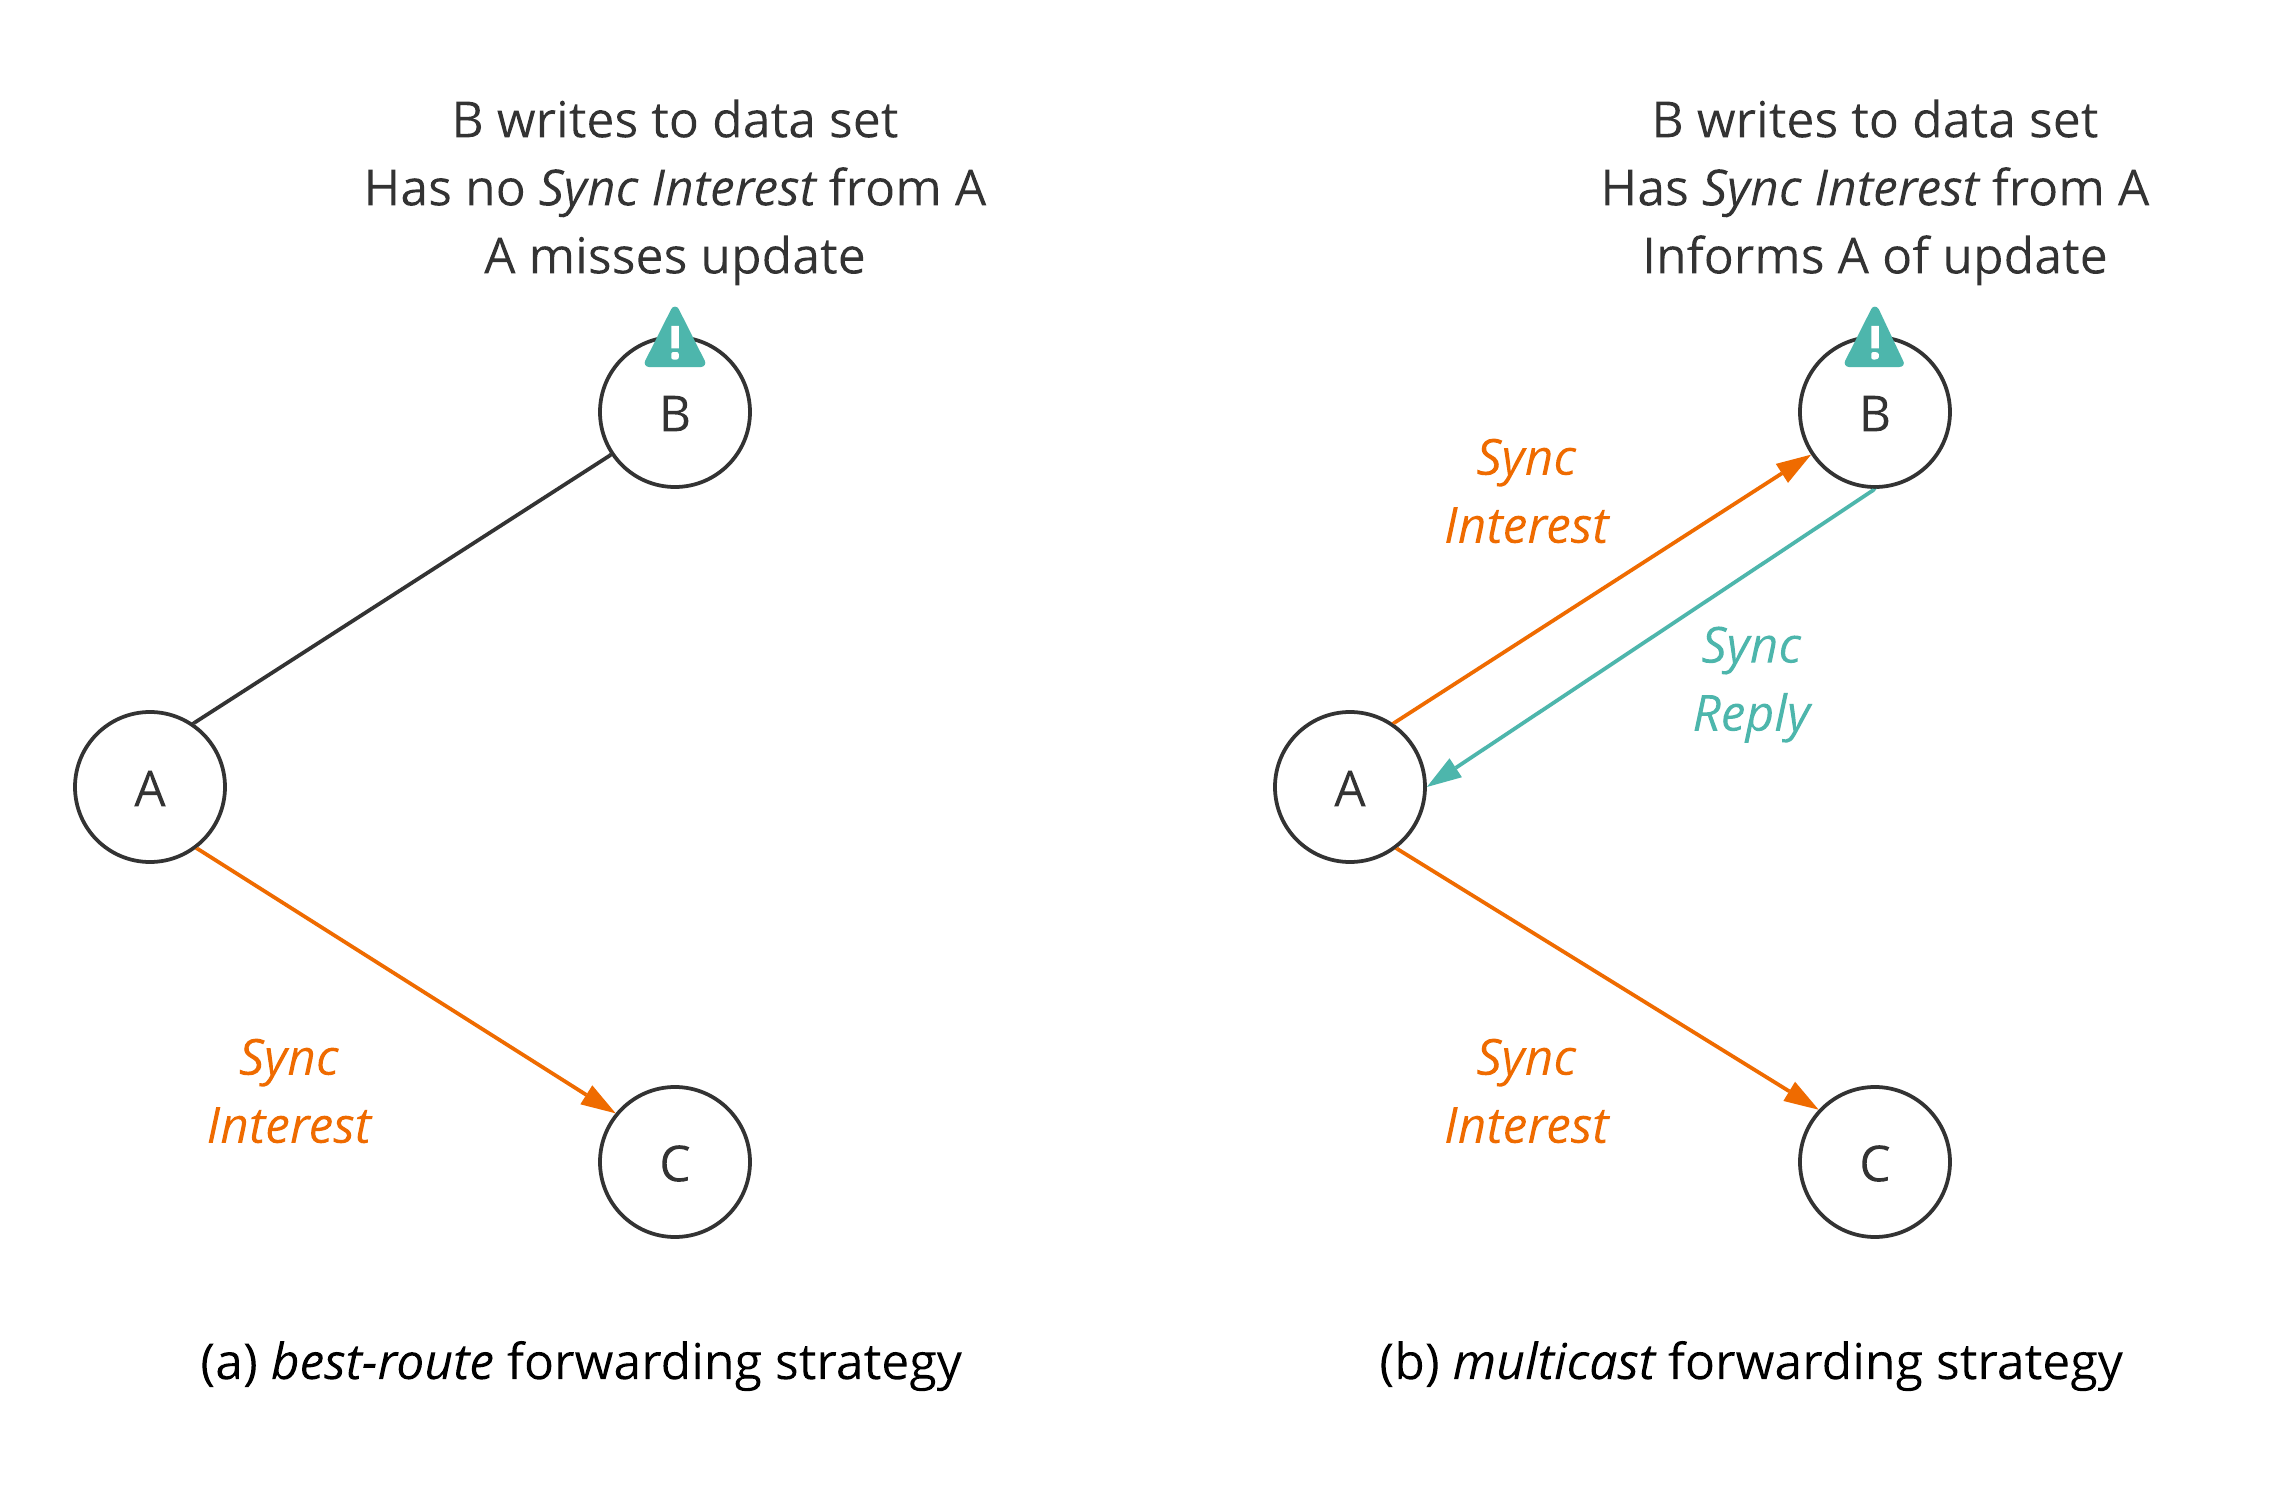 B writes to data set
Has no Sync Interest from A
A misses update
!
B
A
Sync
Interest
C
(a) best-route forwarding strategy
B writes to data set
Has Sync Interest from A
Informs A of update
!
B
Sync
Interest
Sync
Reply
A
Sync
Interest
C
(b) multicast forwarding strategy